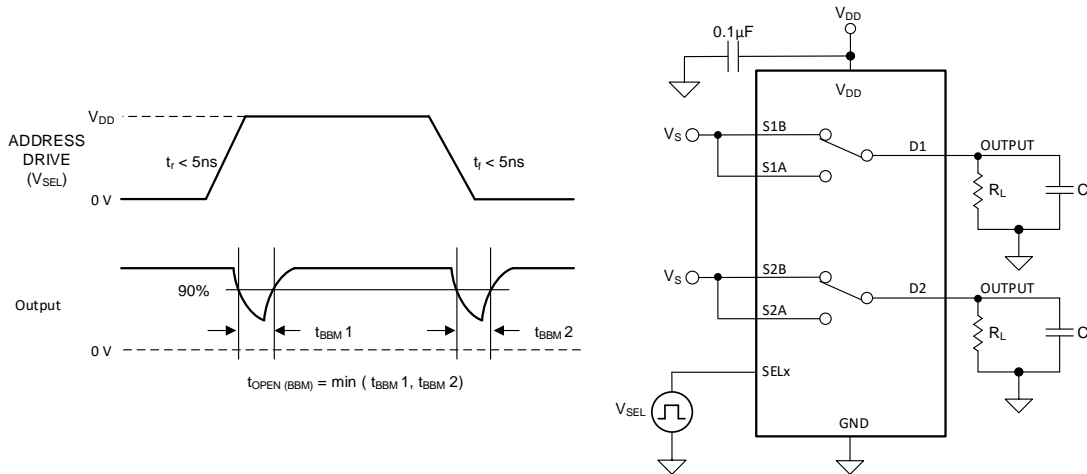 V_DD
ADDRESS
DRIVE
(V_SEL)
t_r < 5ns
t_f < 5ns
0 V
90%
Output
t_BBM 1
t_BBM 2
0 V
t_OPEN (BBM) = min ( t_BBM 1, t_BBM 2)
V_DD
0.1µF
V_DD
V_S
S1B
D1
OUTPUT
S1A
R_L
C
V_S
S2B
D2
OUTPUT
S2A
R_L
C
SELx
V_SEL
GND